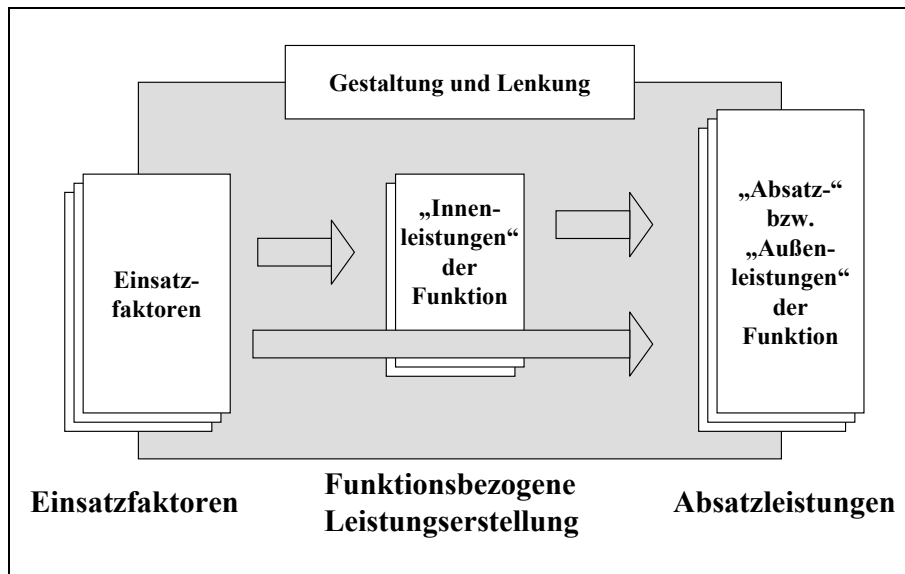 Gestaltung und Lenkung
Einsatz-
faktoren
„Innen-
leistungen“
der
Funktion
„Absatz-“
bzw.
„Außen-
leistungen“
der
Funktion
Einsatzfaktoren
Funktionsbezogene
Leistungserstellung
Absatzleistungen